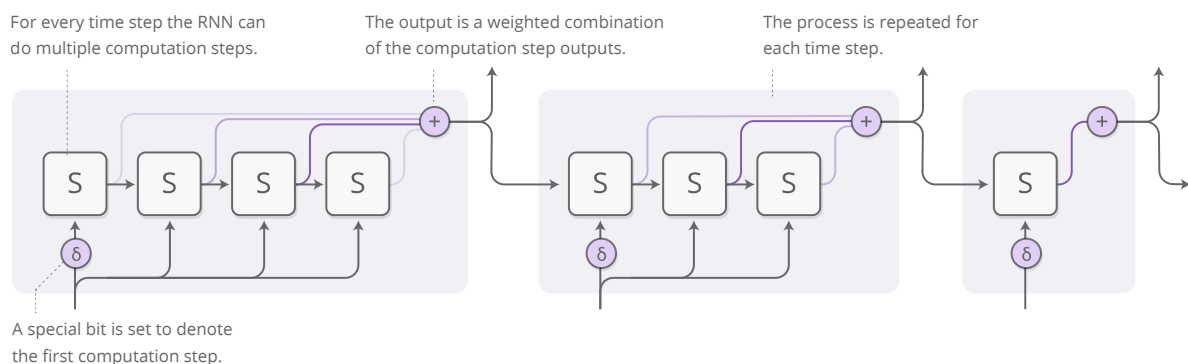 For every time step the RNN can
do multiple computation steps.
The output is a weighted combination
of the computation step outputs.
The process is repeated for
each time step.
+
+
+
S
S
S
S
S
S
S
S
δ
δ
δ
A special bit is set to denote
the first computation step.